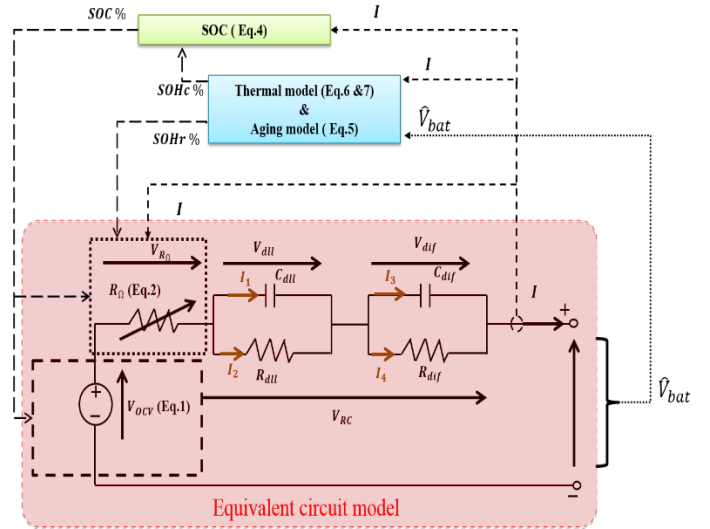 SOC %
I
SOC ( Eq.4)
I
SOHc %
Thermal model (Eq.6 &7)
&
Aging model ( Eq.5)
SOHr %
V̂bat
I
VRΩ
Vdll
Vdif
Cdll
Cdif
I1
I3
RΩ (Eq.2)
I
+
I2
I4
Rdll
Rdif
+
−
VOCV (Eq.1)
VRC
V̂bat
−
Equivalent circuit model